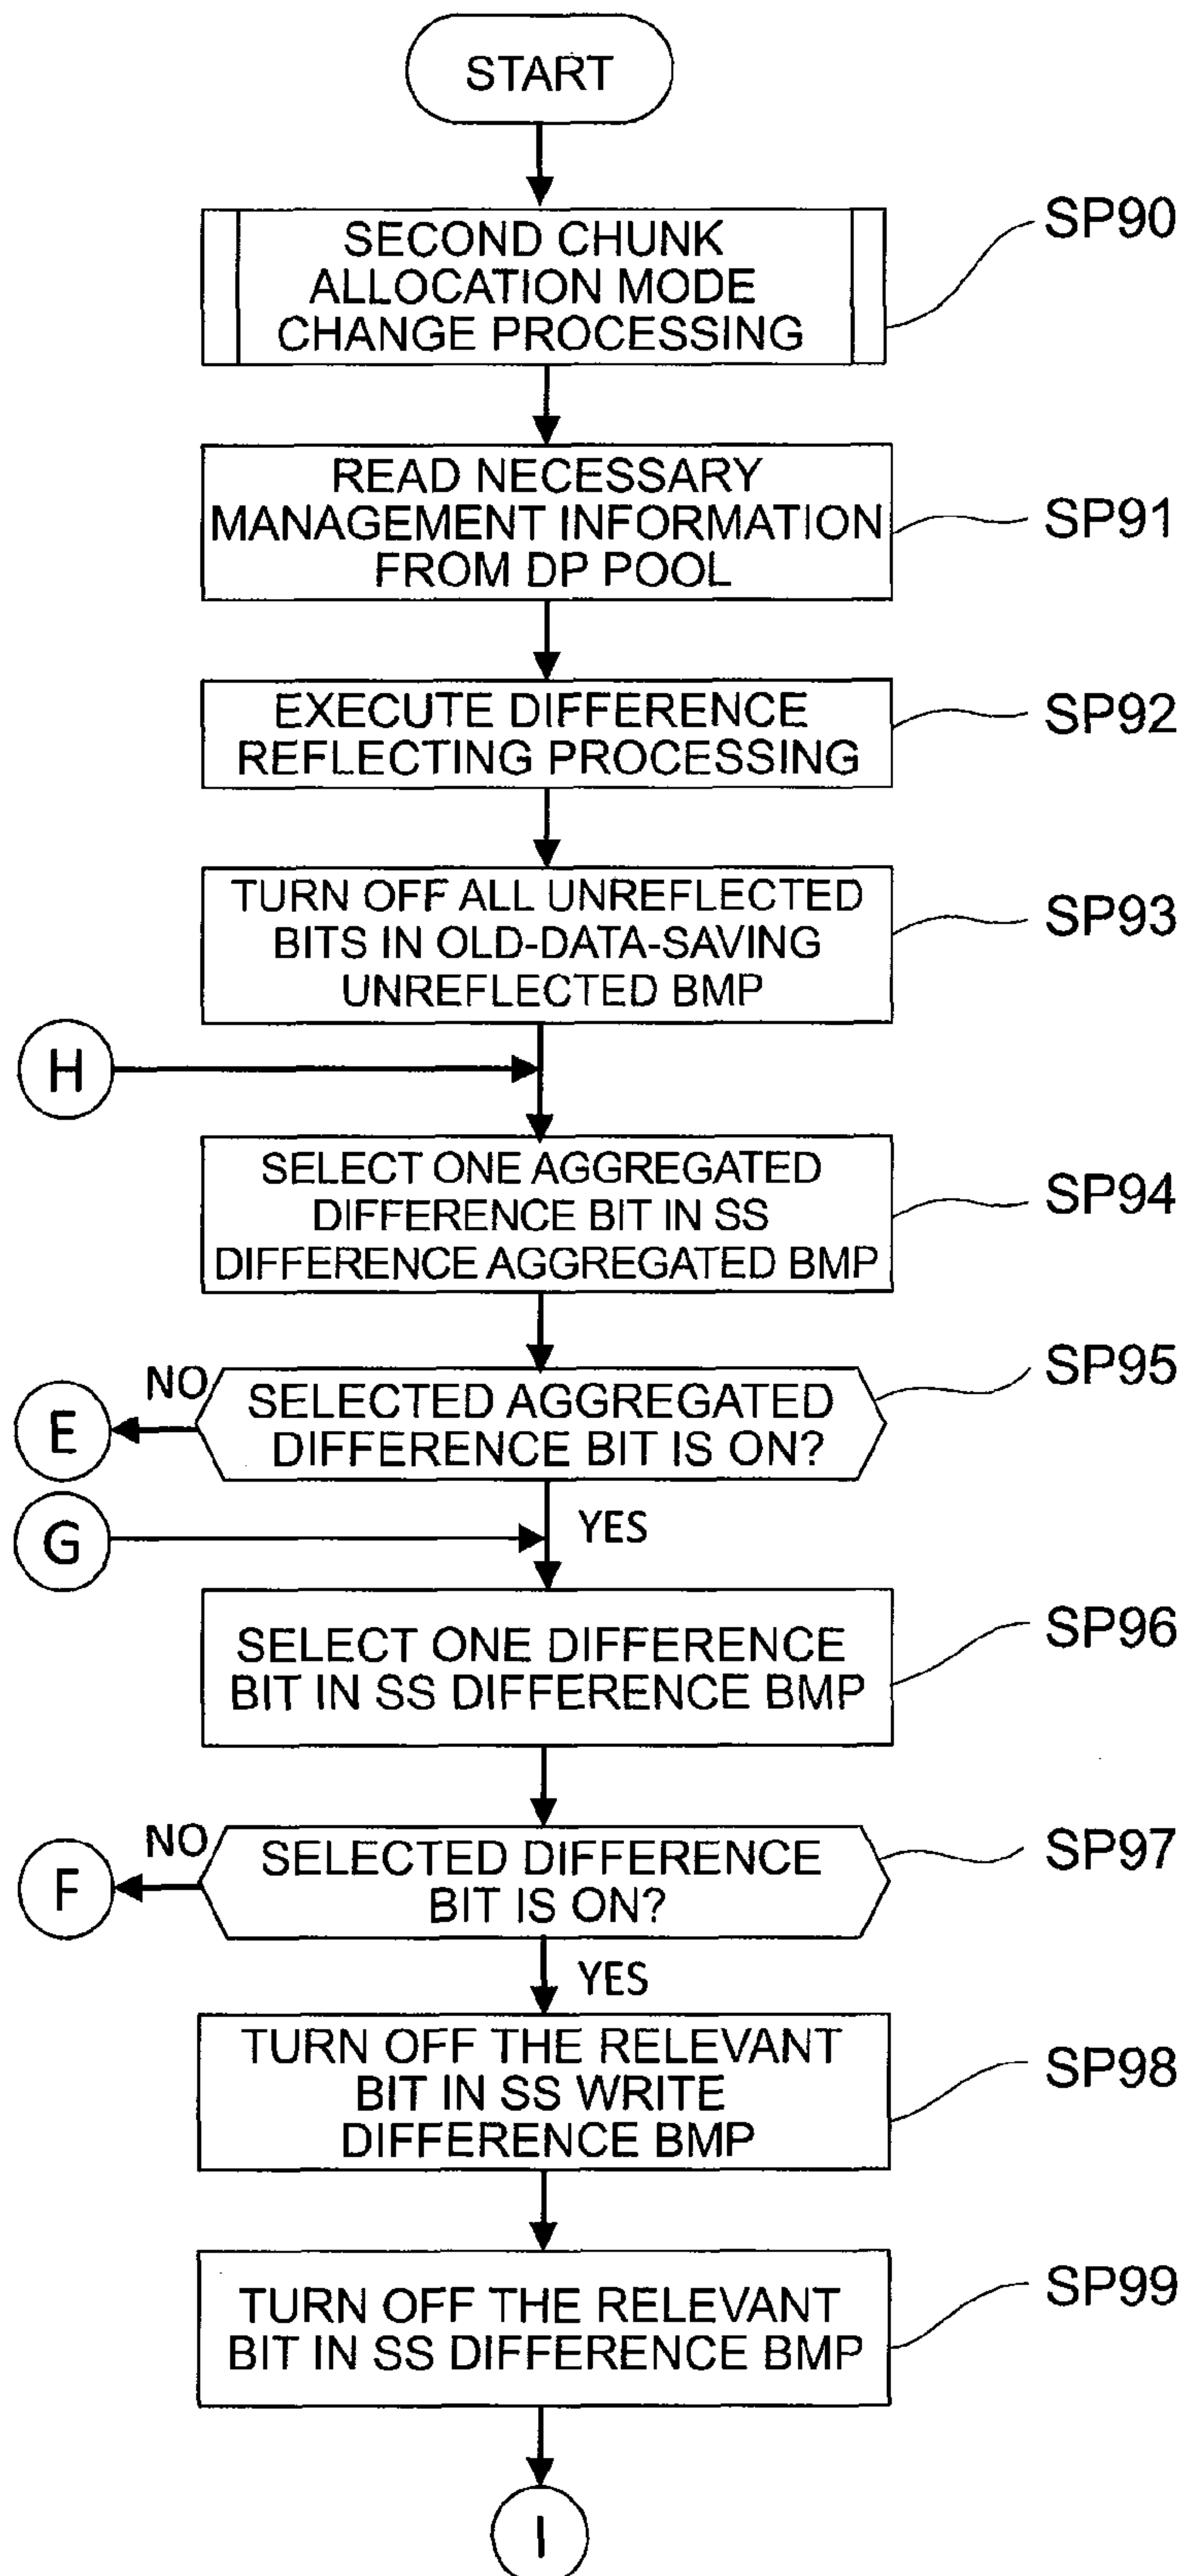 START
SECOND CHUNK
ALLOCATION MODE
CHANGE PROCESSING
SP90
READ NECESSARY
MANAGEMENT INFORMATION
FROM DP POOL
SP91
EXECUTE DIFFERENCE
REFLECTING PROCESSING
SP92
TURN OFF ALL UNREFLECTED
BITS IN OLD-DATA-SAVING
UNREFLECTED BMP
SP93
H
SELECT ONE AGGREGATED
DIFFERENCE BIT IN SS
DIFFERENCE AGGREGATED BMP
SP94
SELECTED AGGREGATED
DIFFERENCE BIT IS ON?
SP95
NO
E
YES
G
SELECT ONE DIFFERENCE
BIT IN SS DIFFERENCE BMP
SP96
SELECTED DIFFERENCE
BIT IS ON?
SP97
NO
F
YES
TURN OFF THE RELEVANT
BIT IN SS WRITE
DIFFERENCE BMP
SP98
TURN OFF THE RELEVANT
BIT IN SS DIFFERENCE BMP
SP99
I